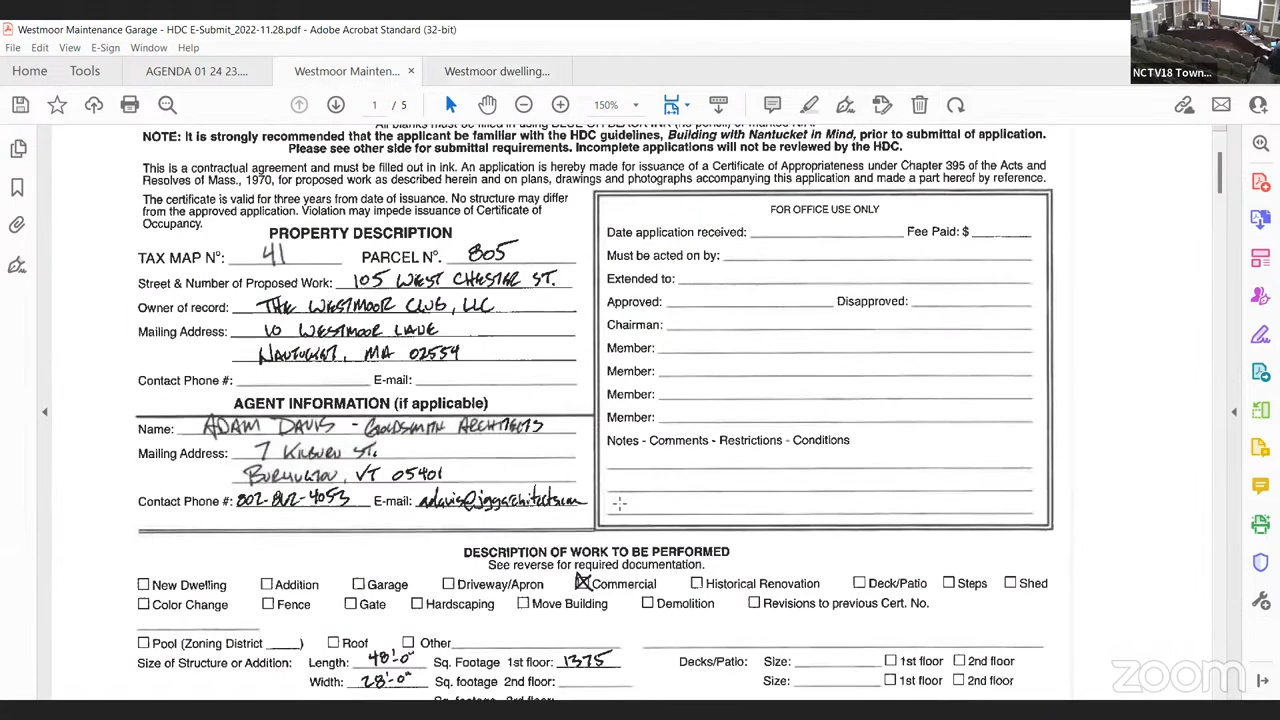 Westmoor Maintenance Garage - HDC E-Submit_2022-11.28.pdf - Adobe Acrobat Standard (32-bit)
File Edit View E-Sign Window Help
Home Tools AGENDA 01 24 23.... Westmoor Mainten... × Westmoor dwelling...
1 / 5 150%
NCTV18 Town...
NOTE: It is strongly recommended that the applicant be familiar with the HDC guidelines, Building with Nantucket in Mind, prior to submittal of application.
Please see other side for submittal requirements. Incomplete applications will not be reviewed by the HDC.
This is a contractual agreement and must be filled out in ink. An application is hereby made for issuance of a Certificate of Appropriateness under Chapter 395 of the Acts and
Resolves of Mass., 1970, for proposed work as described herein and on plans, drawings and photographs accompanying this application and made a part hereof by reference.
The certificate is valid for three years from date of issuance. No structure may differ
from the approved application. Violation may impede issuance of Certificate of
Occupancy.
PROPERTY DESCRIPTION
TAX MAP Nº: 41 PARCEL Nº. 805
Street & Number of Proposed Work: 105 WEST CHESTER ST.
Owner of record: THE WESTMOOR CLUB, LLC
Mailing Address: 10 WESTMOOR LANE
NANTUCKET, MA 02554
Contact Phone #: E-mail:
AGENT INFORMATION (if applicable)
Name: ADAM DAVIS - GOLDSMITH ARCHITECTS
Mailing Address: 7 KILBURN ST.
BURLINGTON, VT 05401
Contact Phone #: 802-862-4053 E-mail:
FOR OFFICE USE ONLY
Date application received: Fee Paid: $
Must be acted on by:
Extended to:
Approved: Disapproved:
Chairman:
Member:
Member:
Member:
Member:
Notes - Comments - Restrictions - Conditions
DESCRIPTION OF WORK TO BE PERFORMED
See reverse for required documentation.
New Dwelling Addition Garage Driveway/Apron Commercial Historical Renovation Deck/Patio Steps Shed
Color Change Fence Gate Hardscaping Move Building Demolition Revisions to previous Cert. No.
Pool (Zoning District ) Roof Other
Size of Structure or Addition: Length: 48'-0" Sq. Footage 1st floor: 1375 Decks/Patio: Size: 1st floor 2nd floor
Width: 28'-0" Sq. footage 2nd floor: Size: 1st floor 2nd floor
zoom